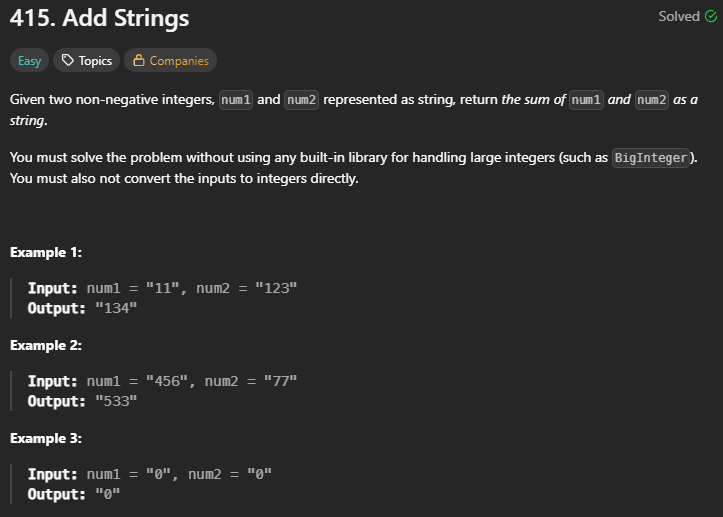 415. Add Strings
Solved
Easy
Topics
Companies
Given two non-negative integers, num1 and num2 represented as string, return the sum of num1 and num2 as a
string.
You must solve the problem without using any built-in library for handling large integers (such as BigInteger).
You must also not convert the inputs to integers directly.
Example 1:
Input: num1 = "11", num2 = "123"
Output: "134"
Example 2:
Input: num1 = "456", num2 = "77"
Output: "533"
Example 3:
Input: num1 = "0", num2 = "0"
Output: "0"